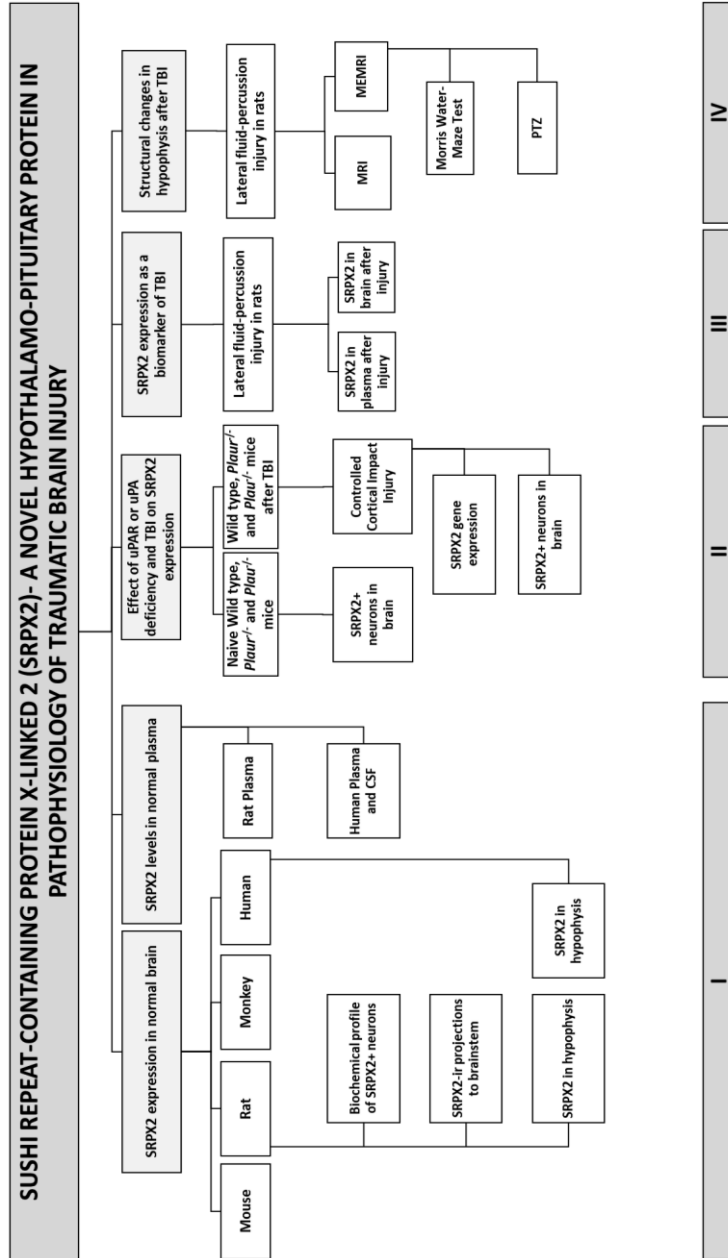 SUSHI REPEAT-CONTAINING PROTEIN X-LINKED 2 (SRPX2)- A NOVEL HYPOTHALAMO-PITUITARY PROTEIN IN
PATHOPHYSIOLOGY OF TRAUMATIC BRAIN INJURY
SRPX2 expression in normal brain
Mouse
Rat
Monkey
Human
Biochemical profile
of SRPX2+ neurons
SRPX2-ir projections
to brainstem
SRPX2 in hypophysis
SRPX2 in
hypophysis
SRPX2 levels in normal plasma
Rat Plasma
Human Plasma
and CSF
Effect of uPAR or uPA
deficiency and TBI on SRPX2
expression
Naive Wild type,
Plaur-/- and Plau-/-
mice
SRPX2+
neurons in
brain
Wild type, Plaur-/-
and Plau-/- mice
after TBI
Controlled
Cortical Impact
Injury
SRPX2 gene
expression
SRPX2+ neurons in
brain
SRPX2 expression as a
biomarker of TBI
Lateral fluid-percussion
injury in rats
SRPX2 in
plasma after
injury
SRPX2 in
brain after
injury
Structural changes in
hypophysis after TBI
Lateral fluid-percussion
injury in rats
MRI
MEMRI
Morris Water-
Maze Test
PTZ
I
II
III
IV